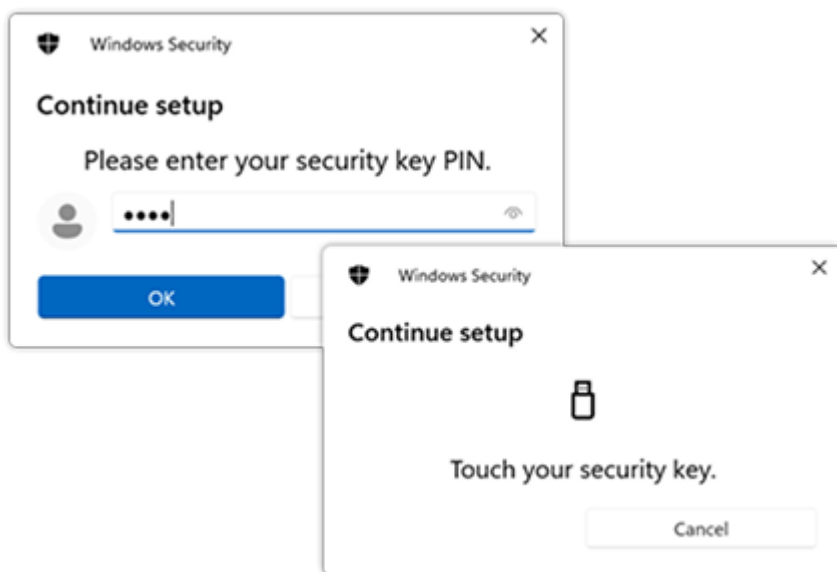 Windows Security
Continue setup
Please enter your security key PIN.
••••
OK
Windows Security
Continue setup
Touch your security key.
Cancel